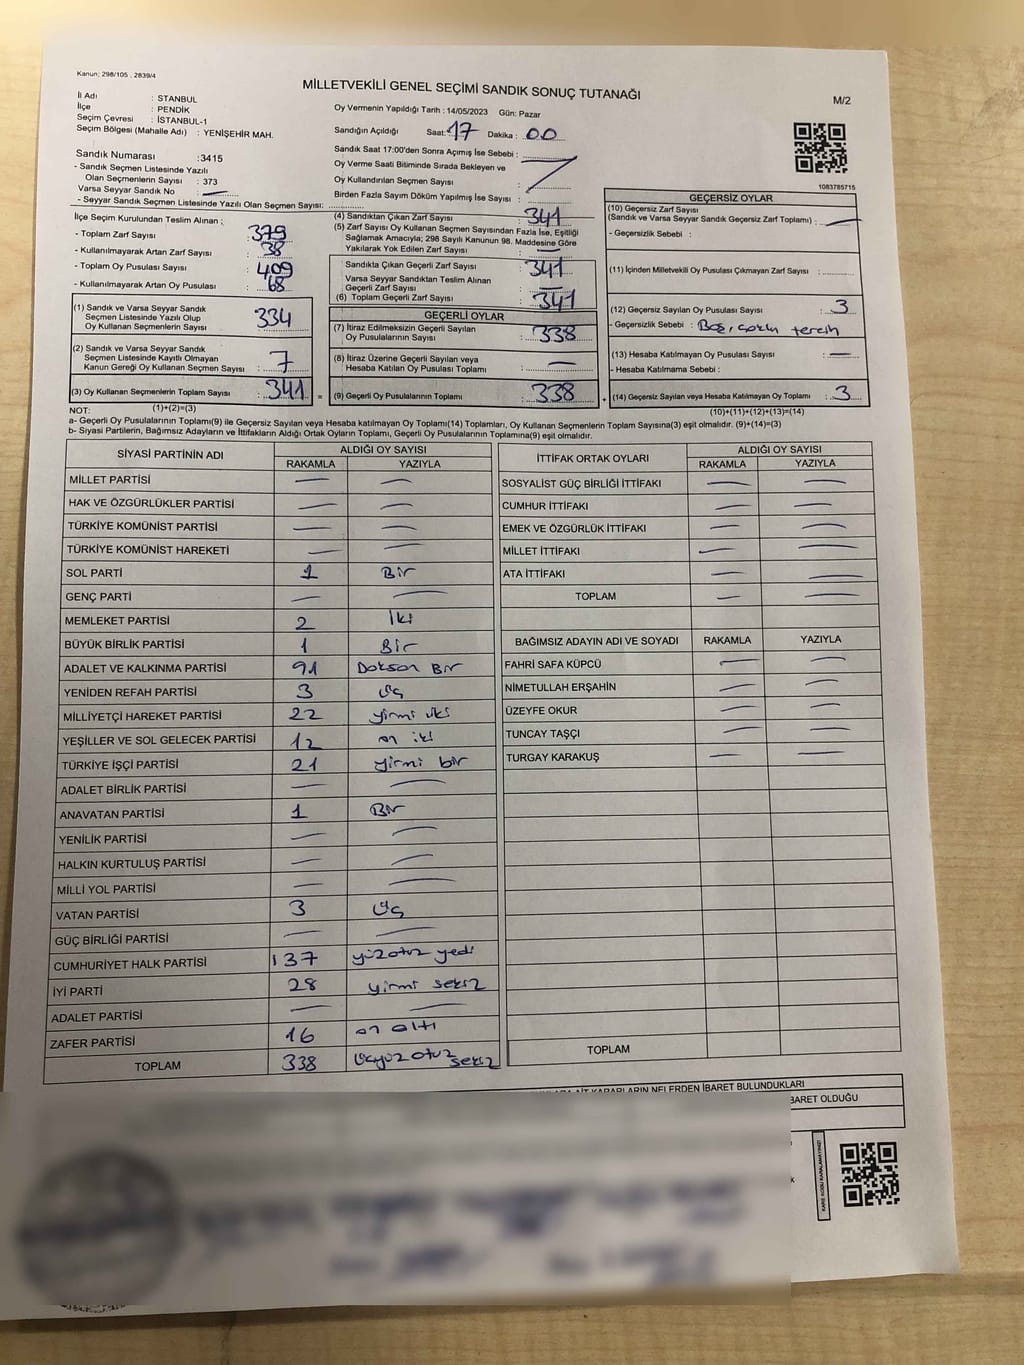 Kanun; 298/105 , 2839/4
MİLLETVEKİLİ GENEL SEÇİMİ SANDIK SONUÇ TUTANAĞI
M/2
İl Adı : STANBUL
İlçe : PENDİK
Seçim Çevresi : İSTANBUL-1
Seçim Bölgesi (Mahalle Adı) : YENİŞEHİR MAH.
Sandık Numarası :3415
- Sandık Seçmen Listesinde Yazılı
Olan Seçmenlerin Sayısı : 373
Varsa Seyyar Sandık No : —
- Seyyar Sandık Seçmen Listesinde Yazılı Olan Seçmen Sayısı:
Oy Vermenin Yapıldığı Tarih : 14/05/2023 Gün: Pazar
Sandığın Açıldığı Saat: 17 Dakika : 00
Sandık Saat 17:00'den Sonra Açılmış İse Sebebi :
Oy Verme Saati Bitiminde Sırada Bekleyen ve
Oy Kullandırılan Seçmen Sayısı :
Birden Fazla Sayım Döküm Yapılmış İse Sayısı :
1083785715
İlçe Seçim Kurulundan Teslim Alınan ;
- Toplam Zarf Sayısı : 379
- Kullanılmayarak Artan Zarf Sayısı : 38
- Toplam Oy Pusulası Sayısı : 409
- Kullanılmayarak Artan Oy Pusulası : 68
(1) Sandık ve Varsa Seyyar Sandık
Seçmen Listesinde Yazılı Olup
Oy Kullanan Seçmenlerin Sayısı : 334
(2) Sandık ve Varsa Seyyar Sandık
Seçmen Listesinde Kayıtlı Olmayan
Kanun Gereği Oy Kullanan Seçmen Sayısı : 7
(3) Oy Kullanan Seçmenlerin Toplam Sayısı : 341
(1)+(2)=(3)
(4) Sandıktan Çıkan Zarf Sayısı : 341
(5) Zarf Sayısı Oy Kullanan Seçmen Sayısından Fazla İse, Eşitliği
Sağlamak Amacıyla; 298 Sayılı Kanunun 98. Maddesine Göre
Yakılarak Yok Edilen Zarf Sayısı : —
Sandıkta Çıkan Geçerli Zarf Sayısı : 341
Varsa Seyyar Sandıktan Teslim Alınan
Geçerli Zarf Sayısı : —
(6) Toplam Geçerli Zarf Sayısı : 341
GEÇERLİ OYLAR
(7) İtiraz Edilmeksizin Geçerli Sayılan
Oy Pusulalarının Sayısı : 338
(8) İtiraz Üzerine Geçerli Sayılan veya
Hesaba Katılan Oy Pusulası Toplamı : —
= (9) Geçerli Oy Pusulalarının Toplamı : 338
GEÇERSİZ OYLAR
(10) Geçersiz Zarf Sayısı
(Sandık ve Varsa Seyyar Sandık Geçersiz Zarf Toplamı) : —
- Geçersizlik Sebebi :
(11) İçinden Milletvekili Oy Pusulası Çıkmayan Zarf Sayısı :
(12) Geçersiz Sayılan Oy Pusulası Sayısı : 3
- Geçersizlik Sebebi : Boş, çoklu tercih
(13) Hesaba Katılmayan Oy Pusulası Sayısı : —
- Hesaba Katılmama Sebebi :
+ (14) Geçersiz Sayılan veya Hesaba Katılmayan Oy Toplamı : 3
(10)+(11)+(12)+(13)=(14)
NOT:
a- Geçerli Oy Pusulalarının Toplamı(9) ile Geçersiz Sayılan veya Hesaba katılmayan Oy Toplamı(14) Toplamları, Oy Kullanan Seçmenlerin Toplam Sayısına(3) eşit olmalıdır. (9)+(14)=(3)
b- Siyasi Partilerin, Bağımsız Adayların ve İttifakların Aldığı Ortak Oyların Toplamı, Geçerli Oy Pusulalarının Toplamına(9) eşit olmalıdır.
SİYASİ PARTİNİN ADI ALDIĞI OY SAYISI
RAKAMLA YAZIYLA
MİLLET PARTİSİ — —
HAK VE ÖZGÜRLÜKLER PARTİSİ — —
TÜRKİYE KOMÜNİST PARTİSİ — —
TÜRKİYE KOMÜNİST HAREKETİ — —
SOL PARTİ 1 Bir
GENÇ PARTİ — —
MEMLEKET PARTİSİ 2 İki
BÜYÜK BİRLİK PARTİSİ 1 Bir
ADALET VE KALKINMA PARTİSİ 91 Doksan Bir
YENİDEN REFAH PARTİSİ 3 Üç
MİLLİYETÇİ HAREKET PARTİSİ 22 yirmi iki
YEŞİLLER VE SOL GELECEK PARTİSİ 12 on iki
TÜRKİYE İŞÇİ PARTİSİ 21 yirmi bir
ADALET BİRLİK PARTİSİ — —
ANAVATAN PARTİSİ 1 Bir
YENİLİK PARTİSİ — —
HALKIN KURTULUŞ PARTİSİ — —
MİLLİ YOL PARTİSİ — —
VATAN PARTİSİ 3 Üç
GÜÇ BİRLİĞİ PARTİSİ — —
CUMHURİYET HALK PARTİSİ 137 yüzotuz yedi
İYİ PARTİ 28 yirmi sekiz
ADALET PARTİSİ — —
ZAFER PARTİSİ 16 on altı
TOPLAM 338 Üçyüz otuz sekiz
İTTİFAK ORTAK OYLARI ALDIĞI OY SAYISI
RAKAMLA YAZIYLA
SOSYALİST GÜÇ BİRLİĞİ İTTİFAKI — —
CUMHUR İTTİFAKI — —
EMEK VE ÖZGÜRLÜK İTTİFAKI — —
MİLLET İTTİFAKI — —
ATA İTTİFAKI — —
TOPLAM — —
BAĞIMSIZ ADAYIN ADI VE SOYADI RAKAMLA YAZIYLA
FAHRİ SAFA KÜPCÜ — —
NİMETULLAH ERŞAHİN — —
ÜZEYFE OKUR — —
TUNCAY TAŞÇI — —
TURGAY KARAKUŞ — —
TOPLAM
AİT KARARLARIN NELERDEN İBARET BULUNDUKLARI
BARET OLDUĞU